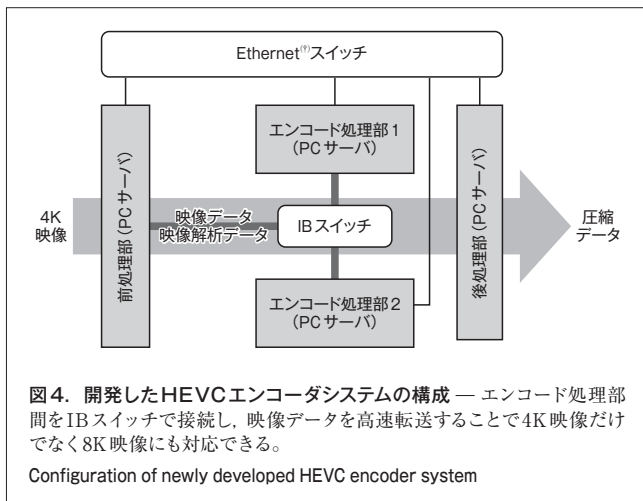 Ethernet(†)スイッチ
エンコード処理部1
(PCサーバ)
前処理部(PCサーバ)
後処理部(PCサーバ)
4K
映像
映像データ
映像解析データ
IBスイッチ
圧縮
データ
エンコード処理部2
(PCサーバ)
図4. 開発したHEVCエンコーダシステムの構成 — エンコード処理部
間をIBスイッチで接続し,映像データを高速転送することで4K映像だけ
でなく8K映像にも対応できる。
Configuration of newly developed HEVC encoder system